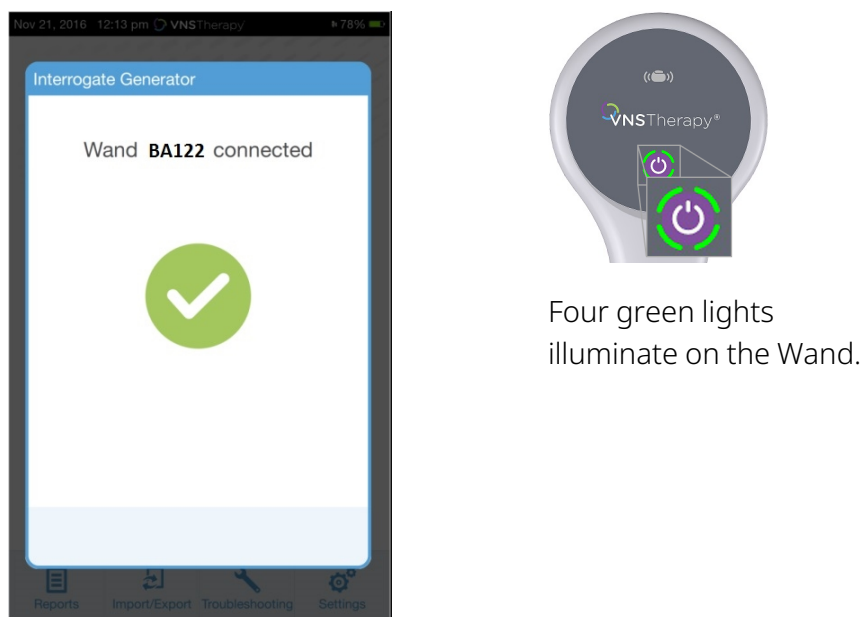 Nov 21, 2016 12:13 pm VNSTherapy 78%
Interrogate Generator
Wand BA122 connected
Reports Import/Export Troubleshooting Settings
VNSTherapy®
Four green lights
illuminate on the Wand.